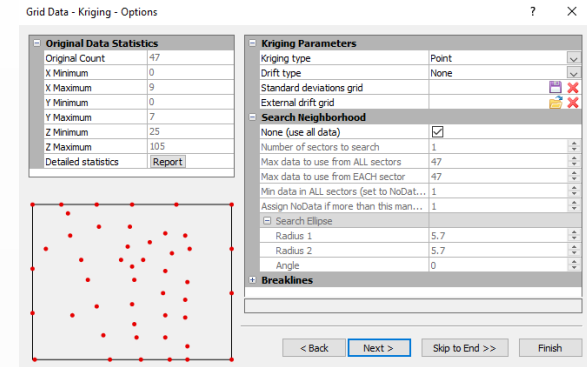 Grid Data - Kriging - Options ? ×
Original Data Statistics
Original Count 47
X Minimum 0
X Maximum 9
Y Minimum 0
Y Maximum 7
Z Minimum 25
Z Maximum 105
Detailed statistics Report
Kriging Parameters
Kriging type Point
Drift type None
Standard deviations grid
External drift grid
Search Neighborhood
None (use all data)
Number of sectors to search 1
Max data to use from ALL sectors 47
Max data to use from EACH sector 47
Min data in ALL sectors (set to NoDat... 1
Assign NoData if more than this man... 1
Search Ellipse
Radius 1 5.7
Radius 2 5.7
Angle 0
Breaklines
< Back Next > Skip to End >> Finish